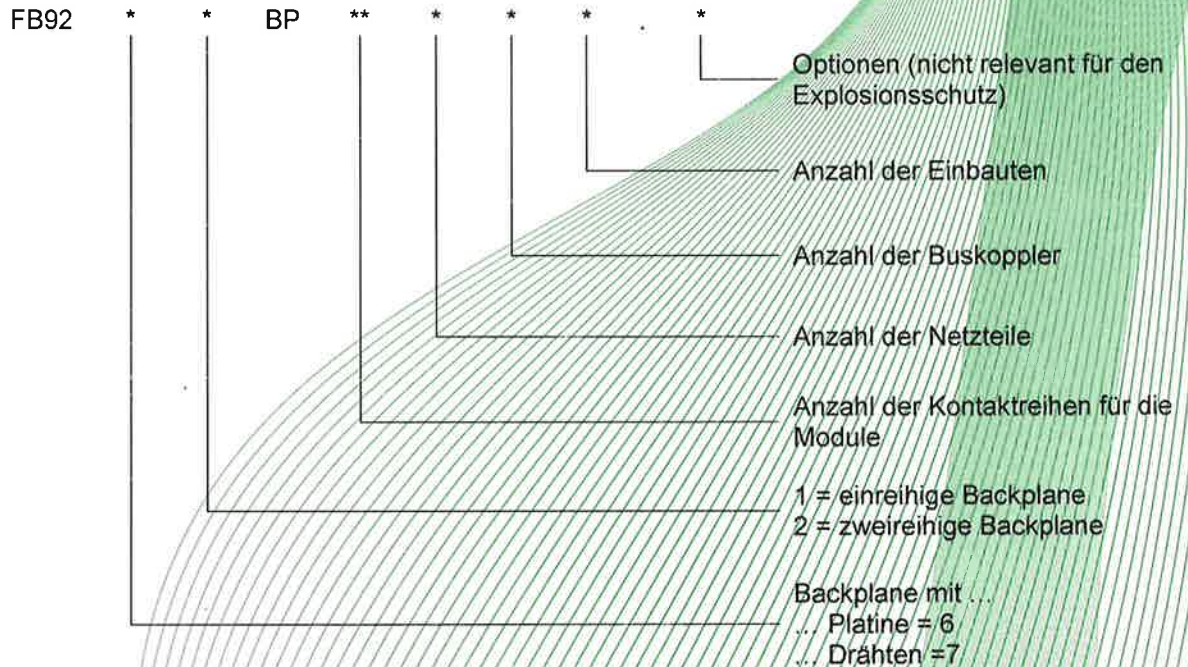 FB92 * * BP ** * * * . *
Optionen (nicht relevant für den
Explosionsschutz)
Anzahl der Einbauten
Anzahl der Buskoppler
Anzahl der Netzteile
Anzahl der Kontaktreihen für die
Module
1 = einreihige Backplane
2 = zweireihige Backplane
Backplane mit ...
... Platine = 6
... Drähten =7